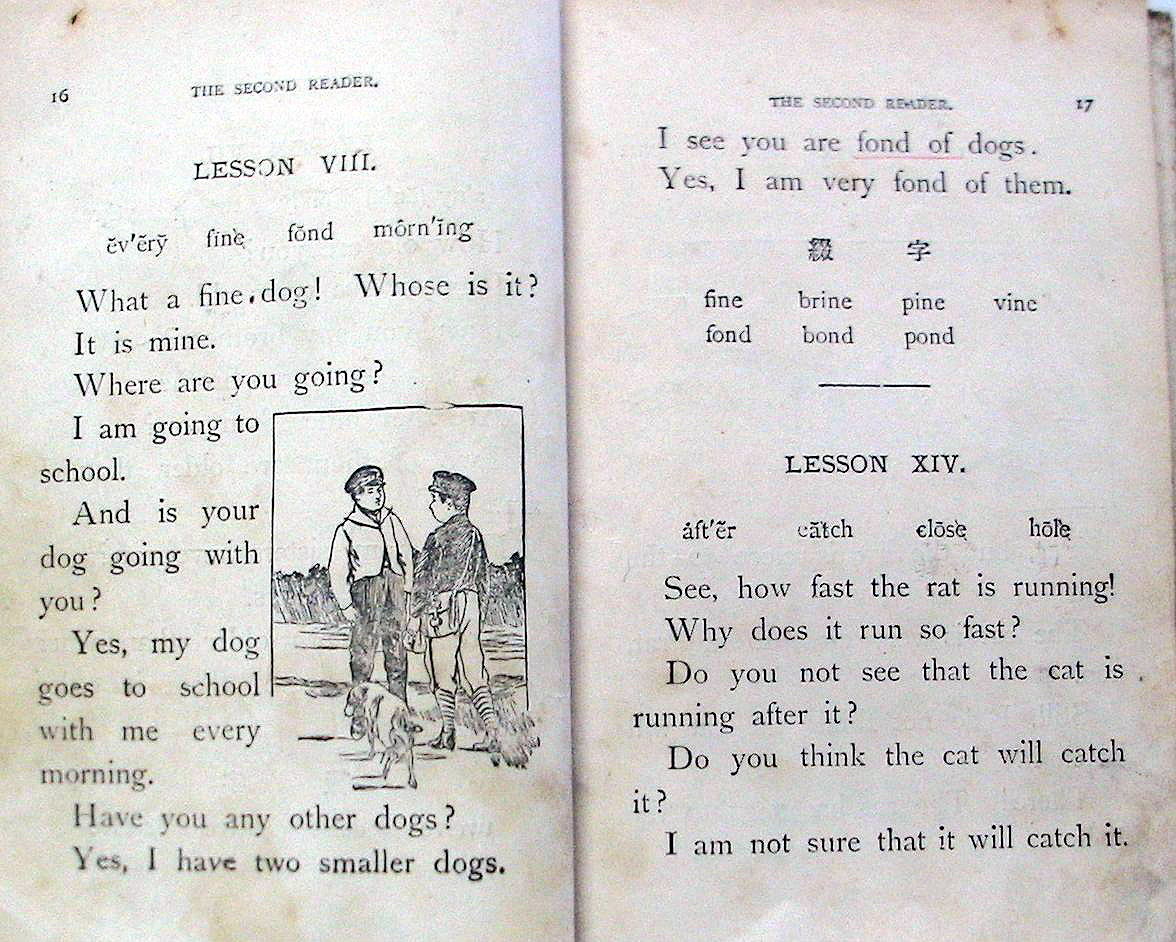 16
THE SECOND READER.
LESSON VIII.
ĕv'ẽry̆ fīne̸ fŏnd môrn'ĭng
What a fine dog! Whose is it?
It is mine.
Where are you going?
I am going to
school.
And is your
dog going with
you?
Yes, my dog
goes to school
with me every
morning.
Have you any other dogs?
Yes, I have two smaller dogs.
THE SECOND READER.
17
I see you are fond of dogs.
Yes, I am very fond of them.
綴 字
fine brine pine vine
fond bond pond
LESSON XIV.
ȧft'ẽr cătch clōse̸ hōle̸
See, how fast the rat is running!
Why does it run so fast?
Do you not see that the cat is
running after it?
Do you think the cat will catch
it?
I am not sure that it will catch it.